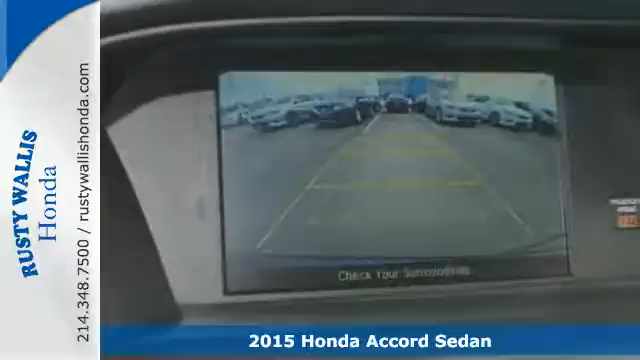 RUSTY WALLIS
Honda
214.348.7500 / rustywallishonda.com
Check Your Surroundings
2015 Honda Accord Sedan